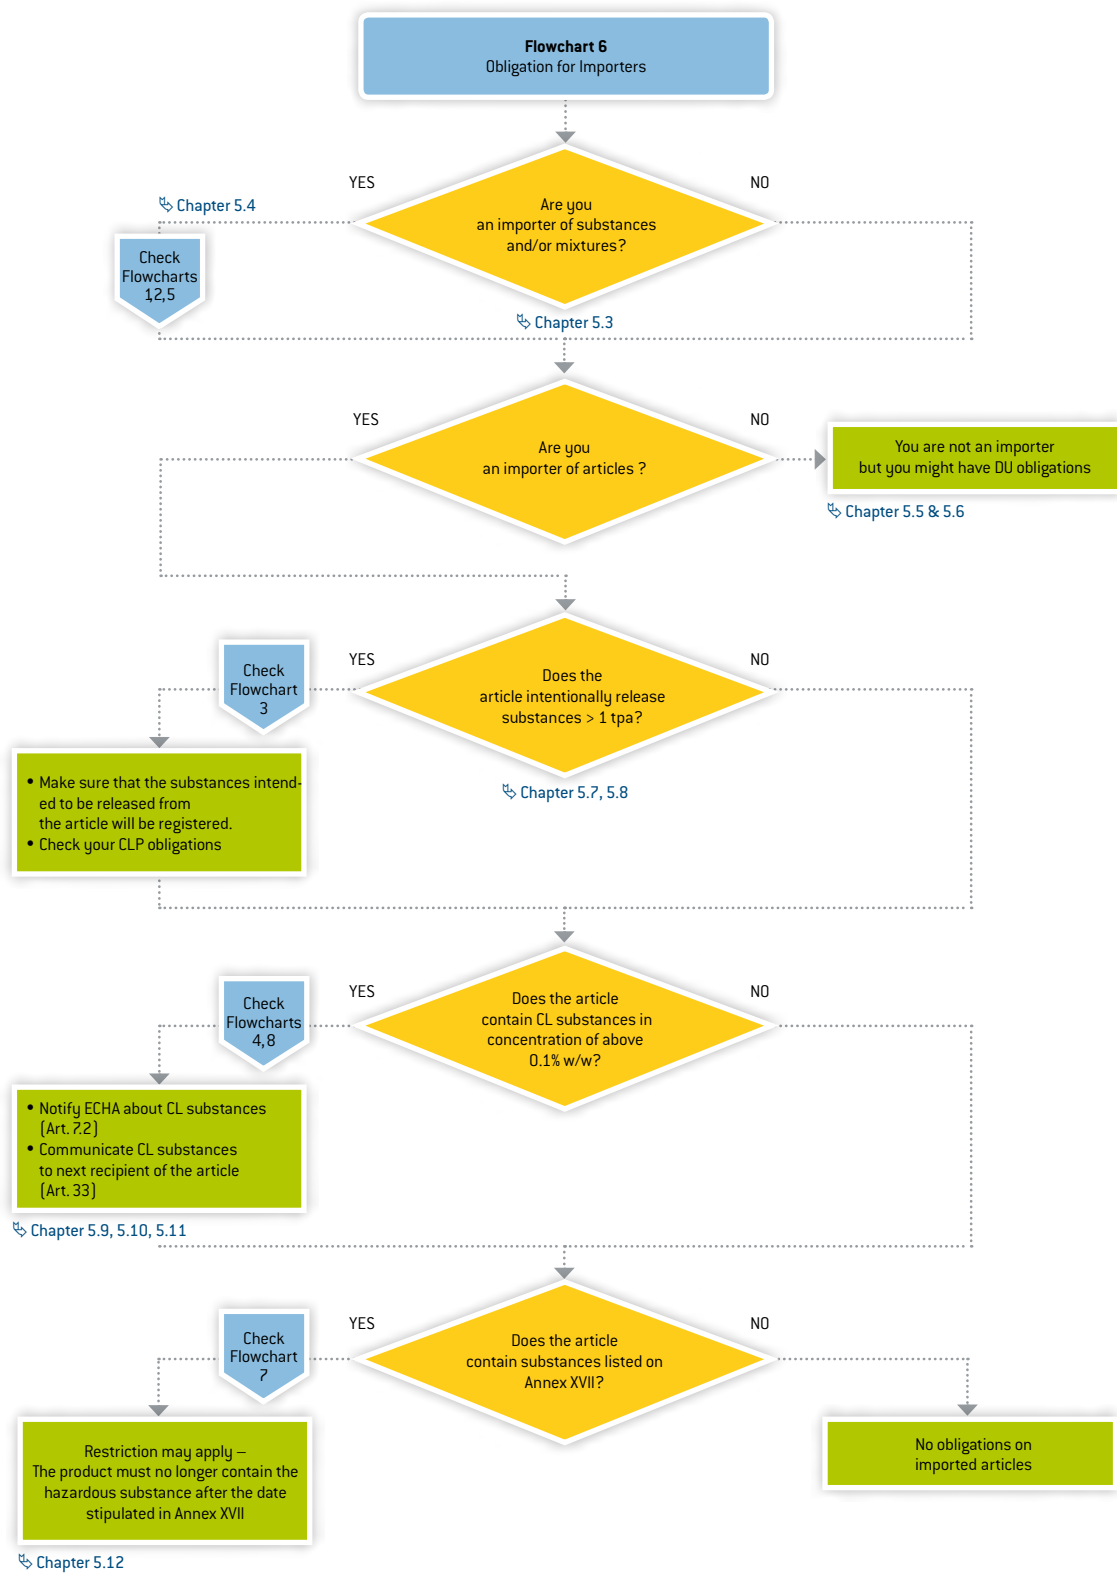 Flowchart 6
Obligation for Importers
YES
NO
Chapter 5.4
Are you
an importer of substances
and/or mixtures?
Check
Flowcharts
1,2,5
Chapter 5.3
YES
NO
Are you
an importer of articles ?
You are not an importer
but you might have DU obligations
Chapter 5.5 & 5.6
YES
NO
Check
Flowchart
3
Does the
article intentionally release
substances > 1 tpa?
• Make sure that the substances intend-
ed to be released from
the article will be registered.
• Check your CLP obligations
Chapter 5.7, 5.8
YES
NO
Check
Flowcharts
4,8
Does the article
contain CL substances in
concentration of above
0.1% w/w?
• Notify ECHA about CL substances
(Art. 7.2)
• Communicate CL substances
to next recipient of the article
(Art. 33)
Chapter 5.9, 5.10, 5.11
YES
NO
Check
Flowchart
7
Does the article
contain substances listed on
Annex XVII?
Restriction may apply –
The product must no longer contain the
hazardous substance after the date
stipulated in Annex XVII
No obligations on
imported articles
Chapter 5.12